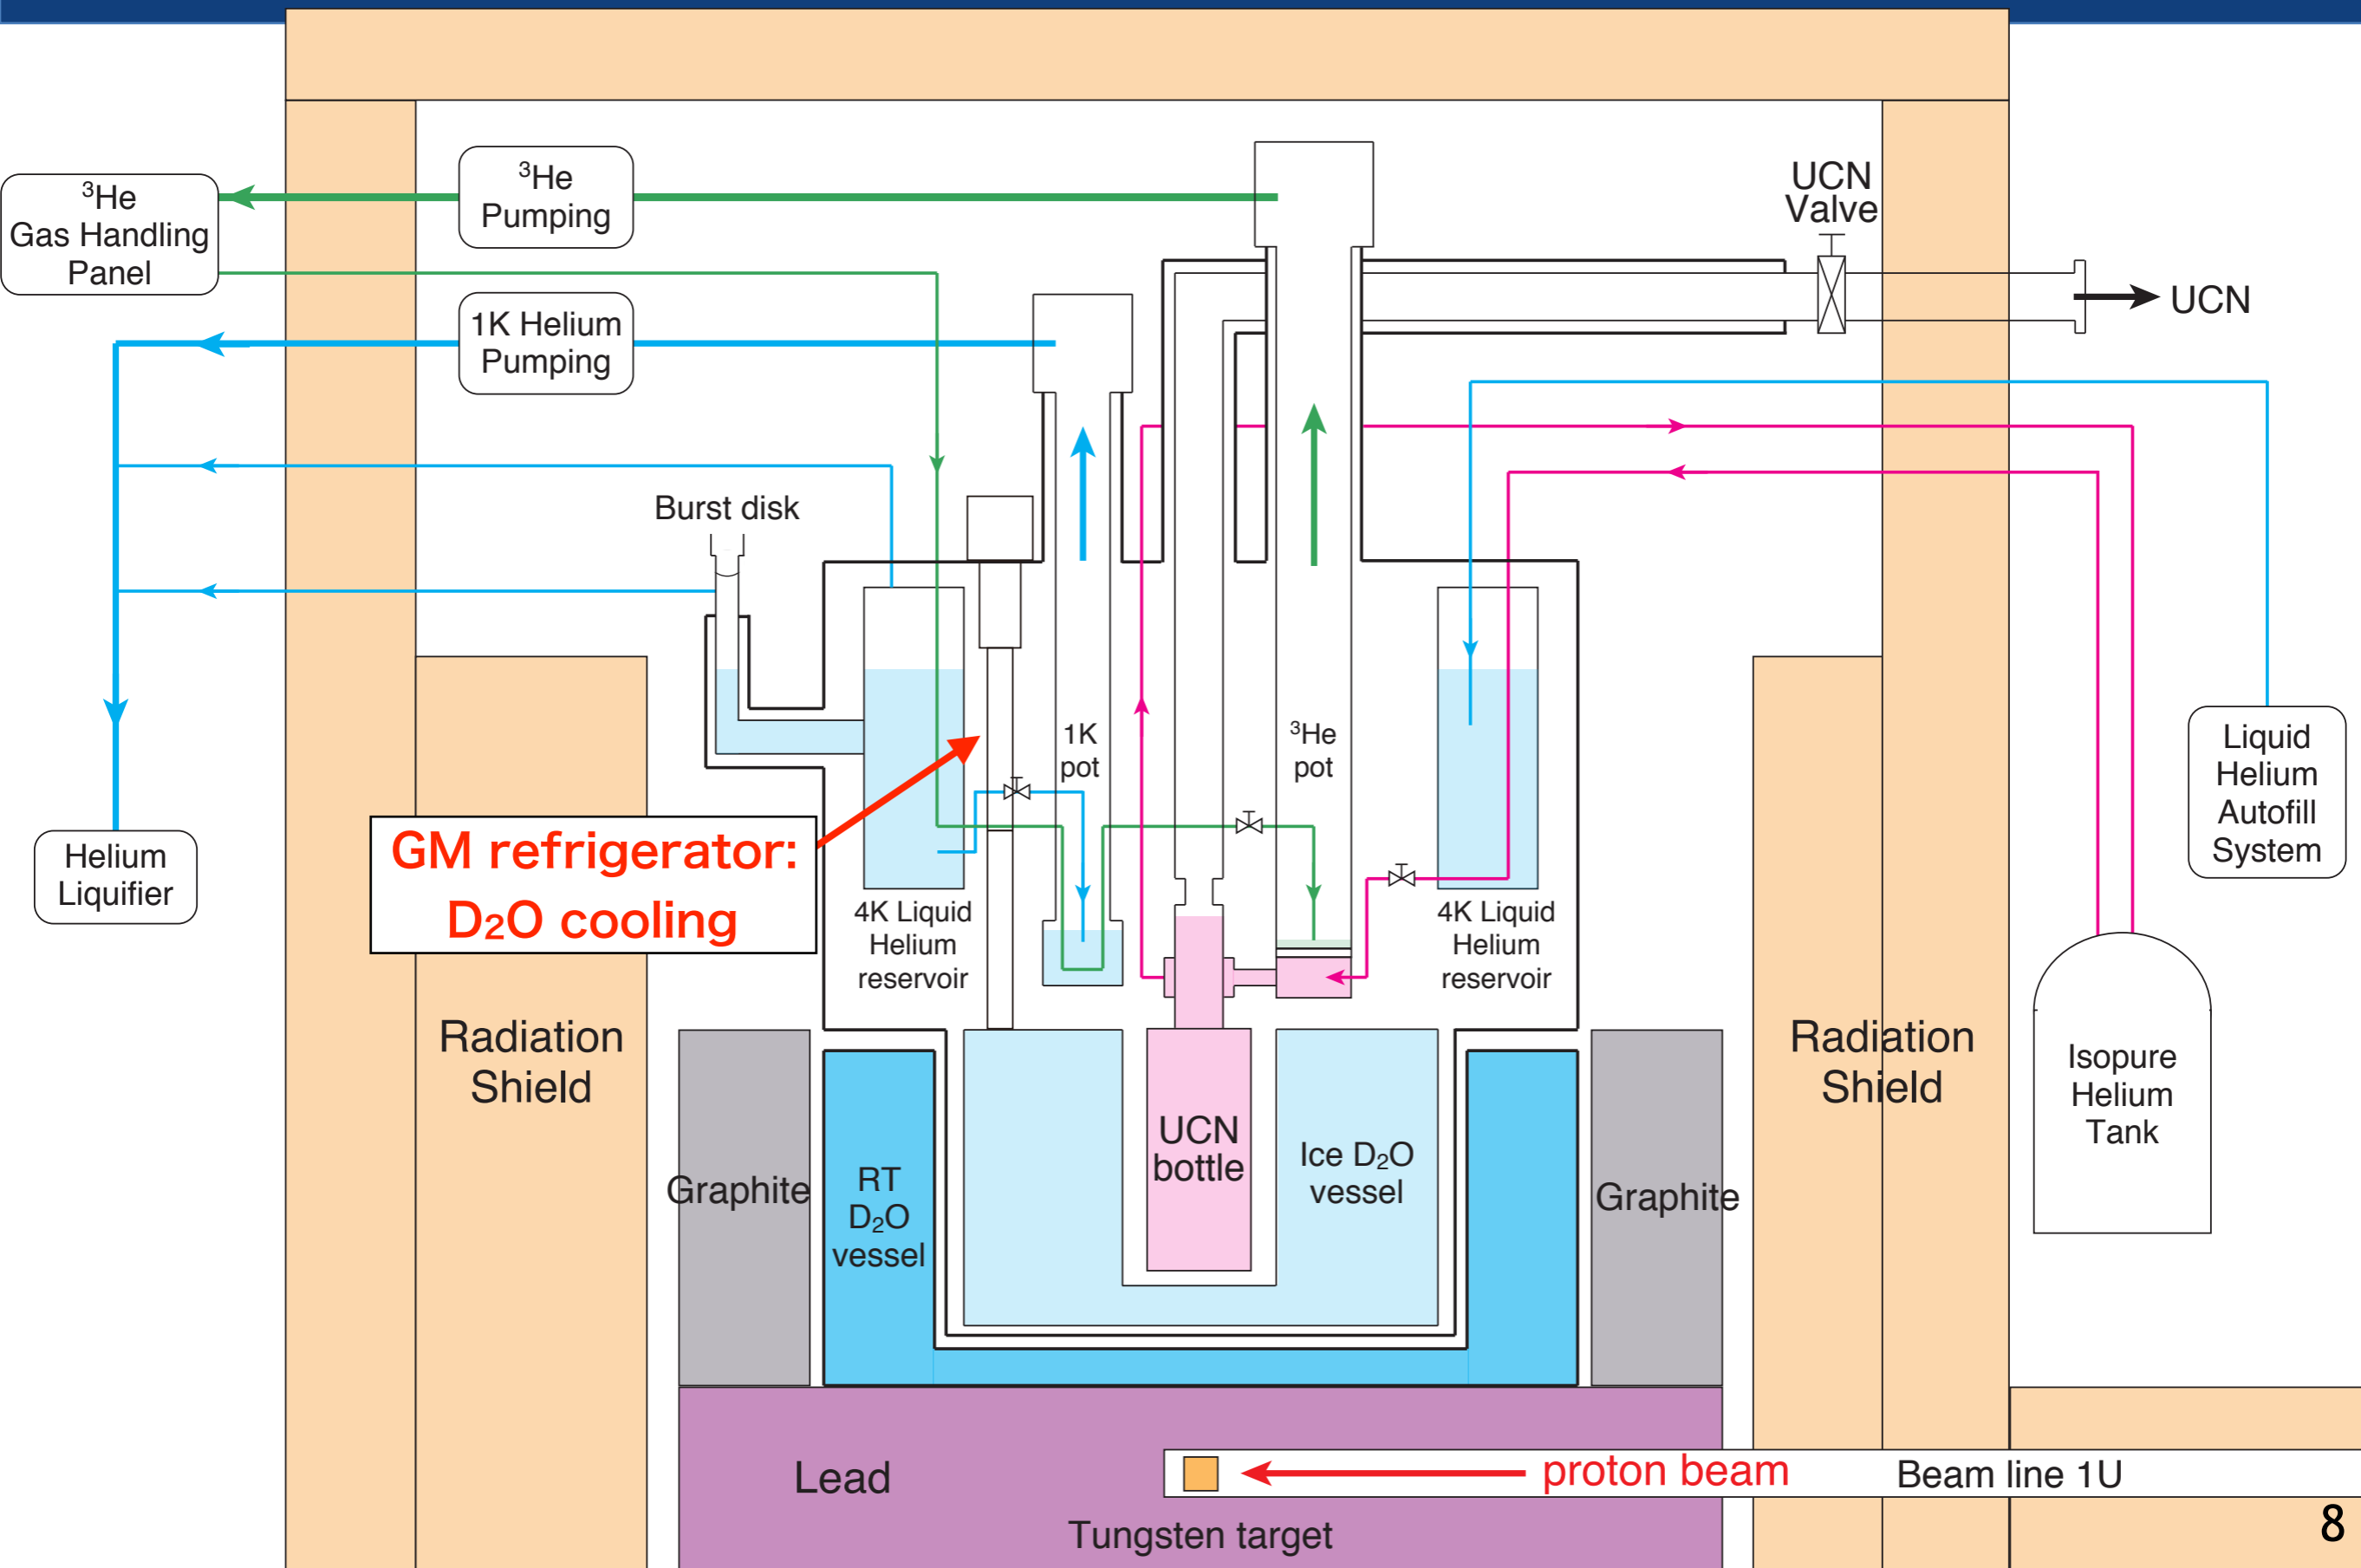 ³He
Gas Handling
Panel
³He
Pumping
1K Helium
Pumping
UCN
Valve
UCN
Burst disk
1K
pot
³He
pot
Liquid
Helium
Autofill
System
GM refrigerator:
D₂O cooling
Helium
Liquifier
4K Liquid
Helium
reservoir
4K Liquid
Helium
reservoir
Radiation
Shield
Radiation
Shield
Isopure
Helium
Tank
Graphite
RT
D₂O
vessel
UCN
bottle
Ice D₂O
vessel
Graphite
Lead
proton beam
Beam line 1U
Tungsten target
8